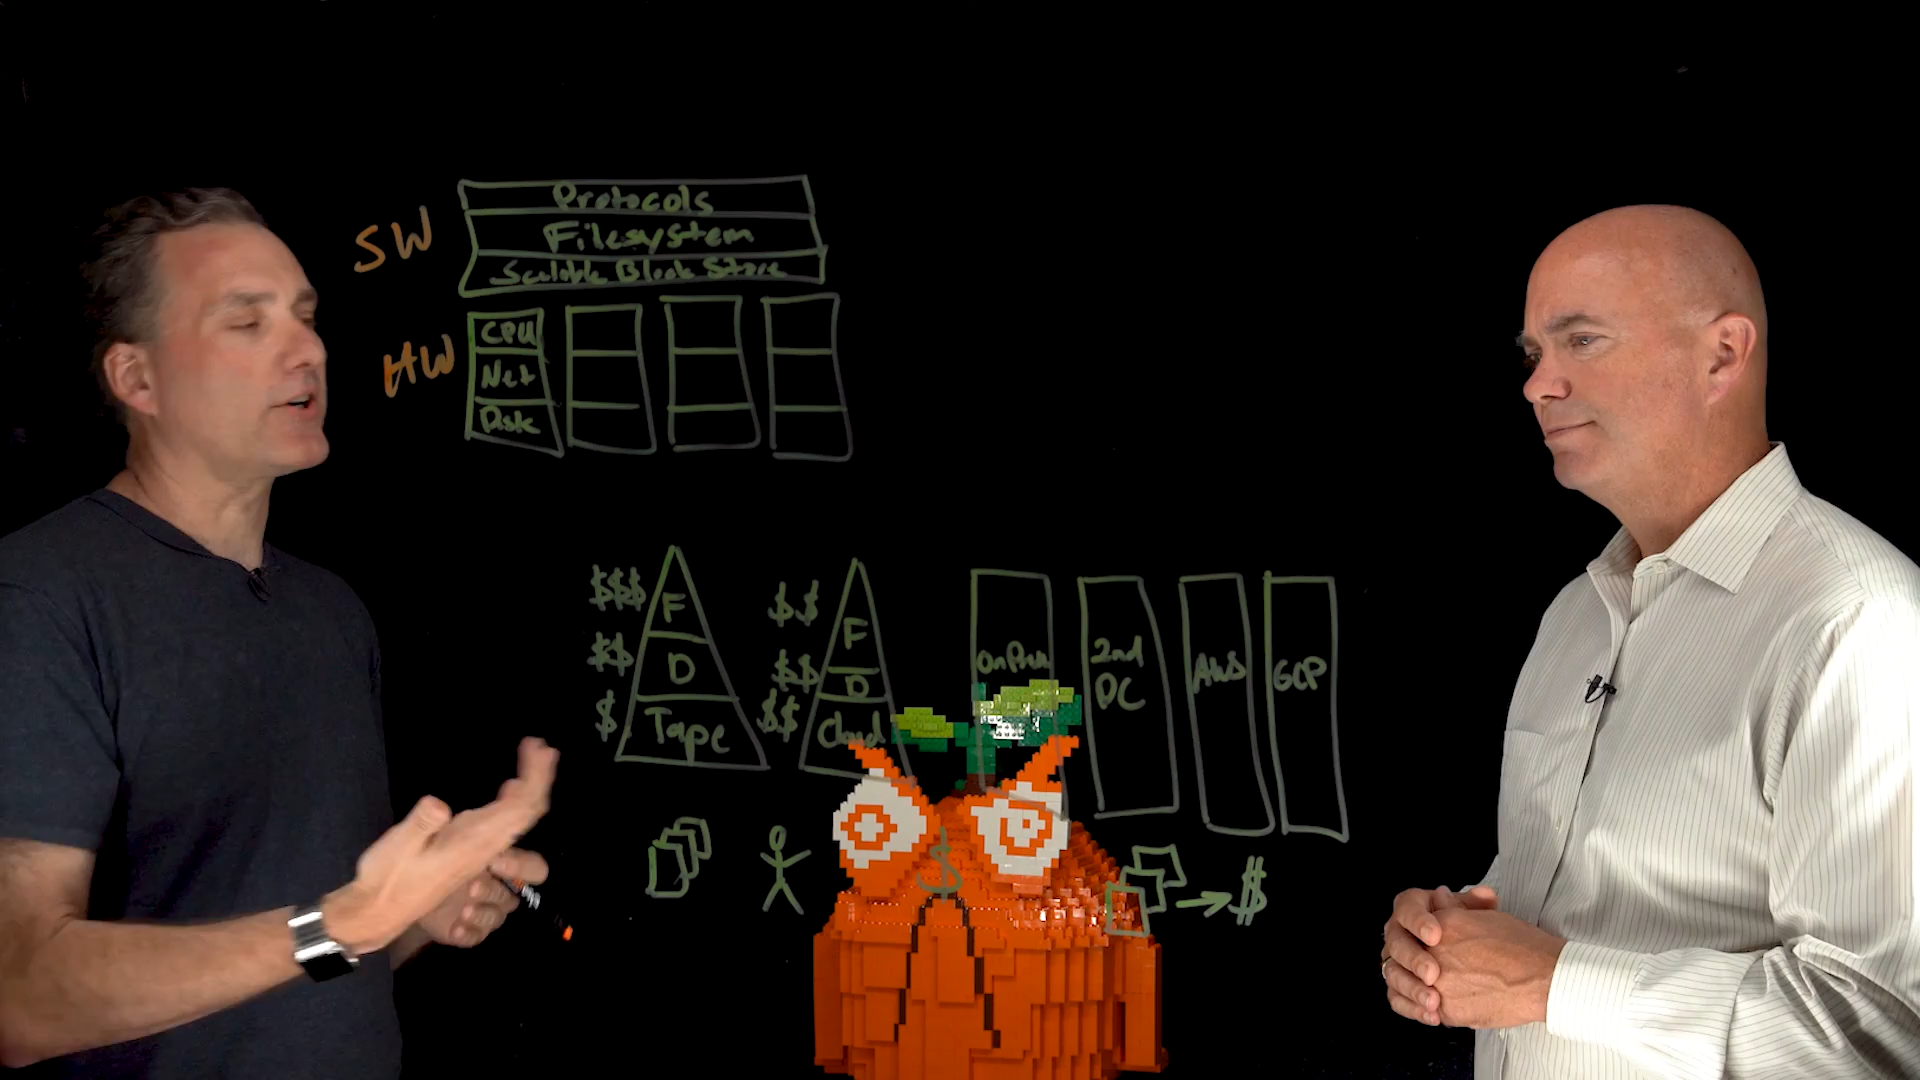 SW
Protocols
Filesystem
Scalable Block Store
HW
CPU
Net
Disk
$$$
F
$$
D
$
Tape
$$
F
$$
D
$$
Cloud
OnPrem
2nd
DC
AWS
GCP
$
$